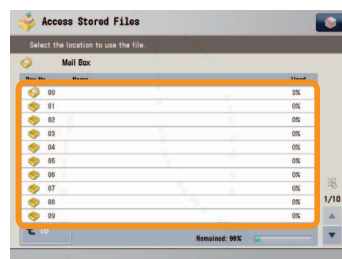 Access Stored Files
Select the location to use the file.
Mail Box
Box No. Name Used
00 3%
01 0%
02 0%
03 0%
04 0%
05 0%
06 0%
07 0%
08 0%
09 0%
1/10
Up
Remained: 99%